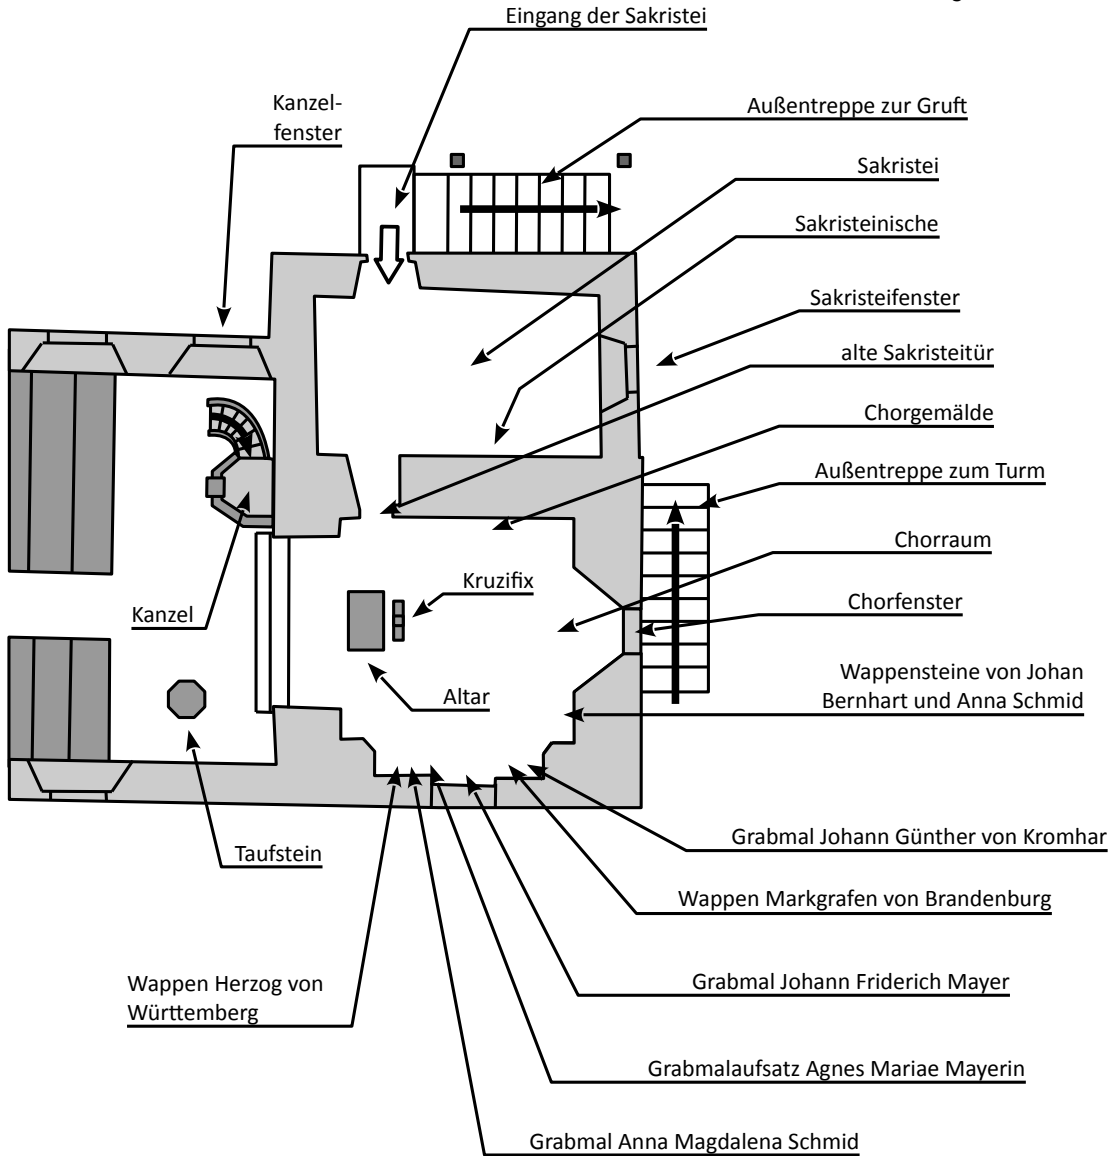 Eingang der Sakristei
Kanzel-
fenster
Außentreppe zur Gruft
Sakristei
Sakristeinische
Sakristeifenster
alte Sakristeitür
Chorgemälde
Außentreppe zum Turm
Chorraum
Kruzifix
Chorfenster
Kanzel
Wappensteine von Johan
Bernhart und Anna Schmid
Altar
Grabmal Johann Günther von Kromhar
Taufstein
Wappen Markgrafen von Brandenburg
Wappen Herzog von
Württemberg
Grabmal Johann Friderich Mayer
Grabmalaufsatz Agnes Mariae Mayerin
Grabmal Anna Magdalena Schmid